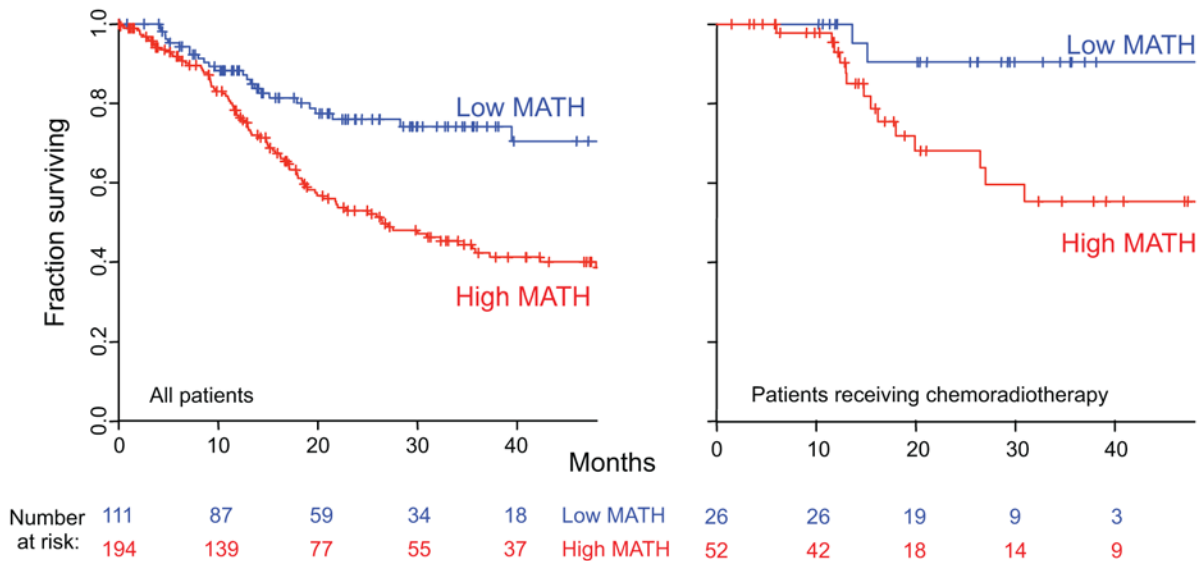 Fraction surviving
1.0
0.8
0.6
0.4
0.2
0.0
Low MATH
High MATH
All patients
0 10 20 30 40
Low MATH
High MATH
Patients receiving chemoradiotherapy
0 10 20 30 40
Months
Number at risk:
111 87 59 34 18 Low MATH 26 26 19 9 3
194 139 77 55 37 High MATH 52 42 18 14 9